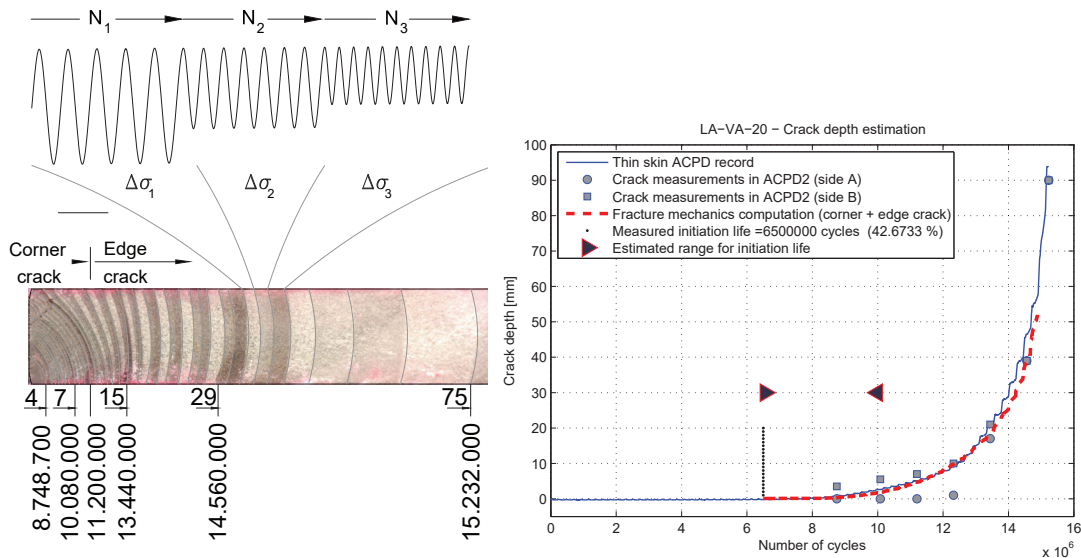 N1 N2 N3
Δσ1 Δσ2 Δσ3
Corner crack
Edge crack
4 7 15 29 75
8.748.700
10.080.000
11.200.000
13.440.000
14.560.000
15.232.000
LA−VA−20 − Crack depth estimation
Thin skin ACPD record
Crack measurements in ACPD2 (side A)
Crack measurements in ACPD2 (side B)
Fracture mechanics computation (corner + edge crack)
Measured initiation life =6500000 cycles (42.6733 %)
Estimated range for initiation life
Crack depth [mm]
100
90
80
70
60
50
40
30
20
10
0
0 2 4 6 8 10 12 14 16
x 10^6
Number of cycles